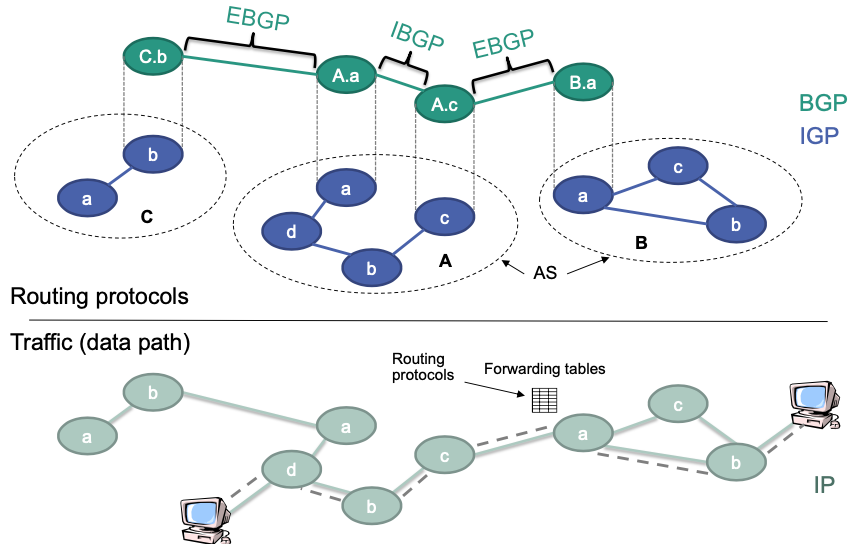 EBGP
IBGP
EBGP
C.b
A.a
A.c
B.a
BGP
IGP
b
a
C
a
d
b
c
A
c
a
b
B
AS
Routing protocols
Traffic (data path)
Routing
protocols
Forwarding tables
b
a
a
d
b
c
a
c
b
IP